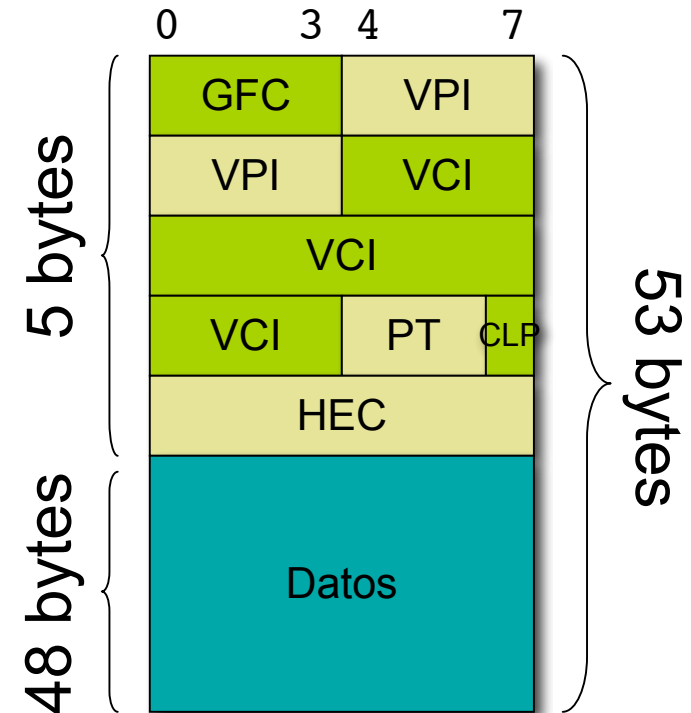 0 3 4 7
GFC VPI
VPI VCI
VCI
VCI PT CLP
HEC
Datos
5 bytes
48 bytes
53 bytes